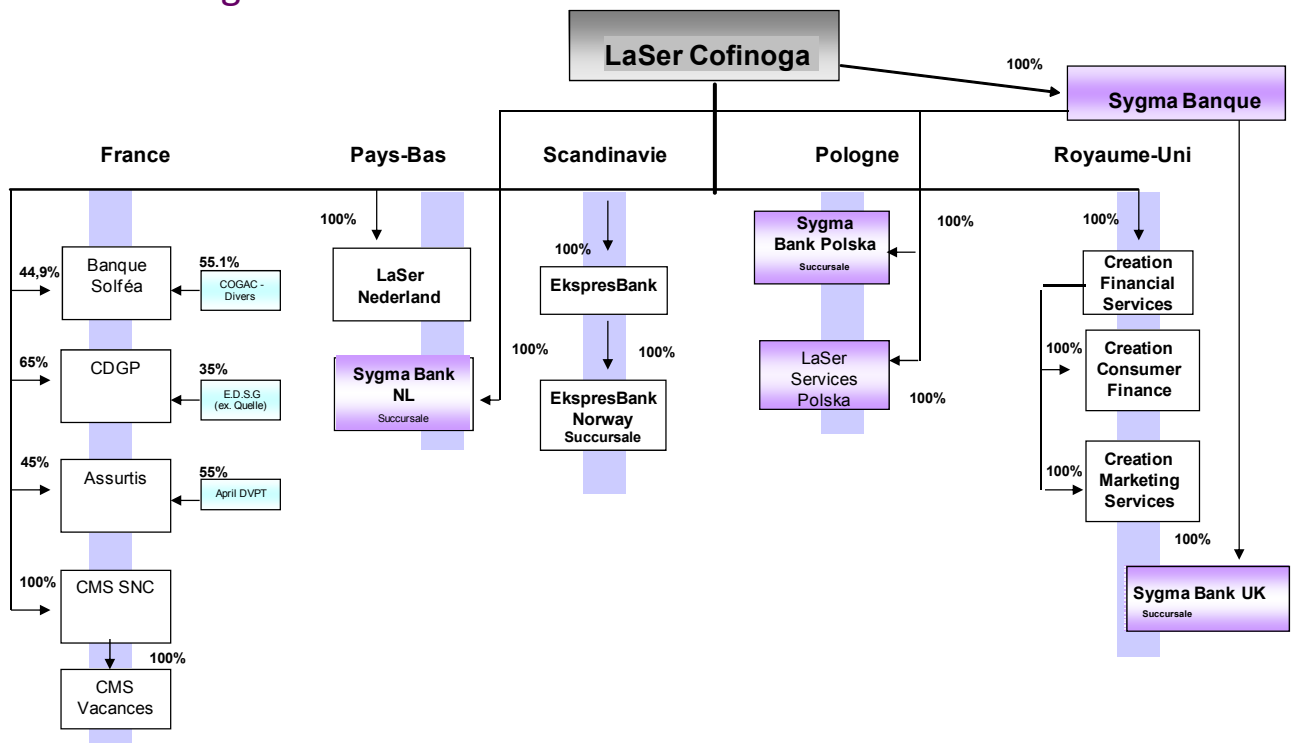 LaSer Cofinoga
100%
Sygma Banque
France
Pays-Bas
Scandinavie
Pologne
Royaume-Uni
44,9%
Banque
Solféa
55.1%
COGAC -
Divers
65%
CDGP
35%
E.D.S.G
(ex. Quelle)
45%
Assurtis
55%
April DVPT
100%
CMS SNC
100%
CMS
Vacances
100%
LaSer
Nederland
100%
Sygma Bank
NL
Succursale
100%
EkspresBank
100%
EkspresBank
Norway
Succursale
100%
Sygma
Bank Polska
Succursale
LaSer
Services
Polska
100%
100%
Creation
Financial
Services
100%
Creation
Consumer
Finance
100%
Creation
Marketing
Services
100%
Sygma Bank UK
Succursale